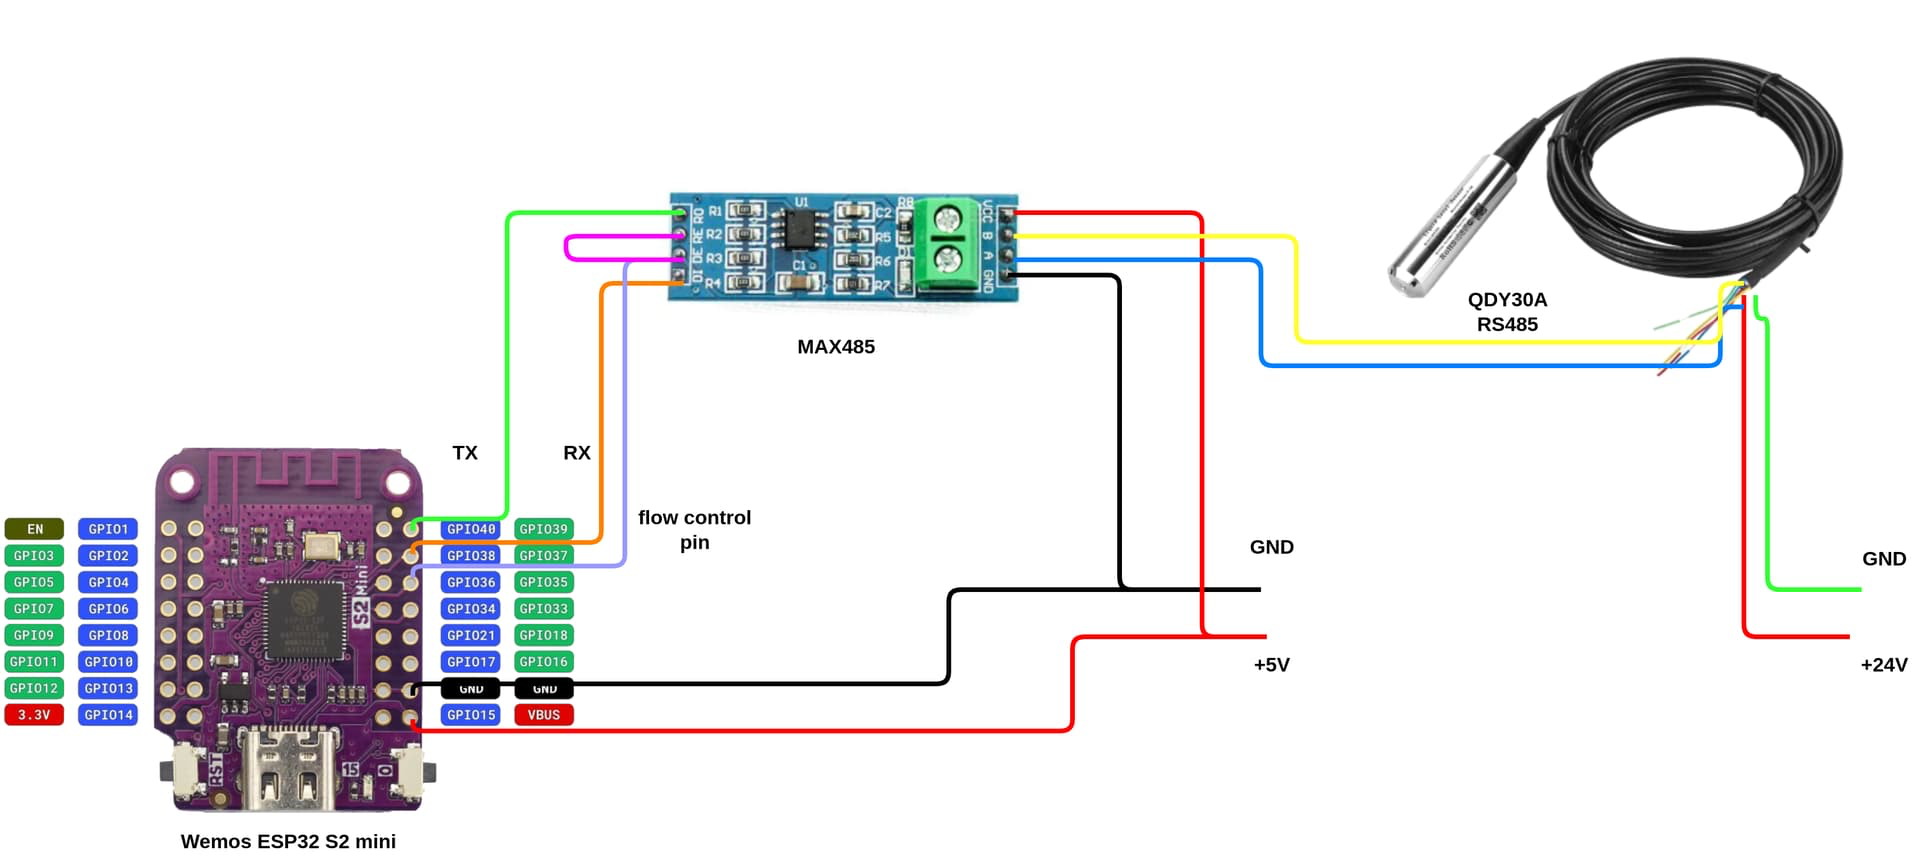 U1
R1
R2
R3
R4
RO
RE
DE
DI
C1
C2
R5
R6
R7
R8
VCC
B
A
GND
MAX485
QDY30A
RS485
TX
RX
flow control
pin
GND
+5V
GND
+24V
EN GPIO1
GPIO3 GPIO2
GPIO5 GPIO4
GPIO7 GPIO6
GPIO9 GPIO8
GPIO11 GPIO10
GPIO12 GPIO13
3.3V GPIO14
S2 Mini
RST
15
0
GPIO40 GPIO39
GPIO38 GPIO37
GPIO36 GPIO35
GPIO34 GPIO33
GPIO21 GPIO18
GPIO17 GPIO16
GND GND
GPIO15 VBUS
Wemos ESP32 S2 mini